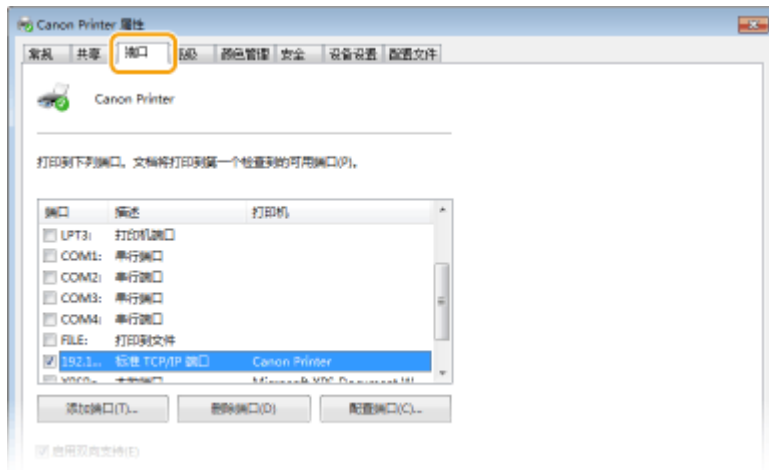 Canon Printer 属性
常规 共享 端口 高级 颜色管理 安全 设备设置 配置文件
Canon Printer
打印到下列端口。文档将打印到第一个检查到的可用端口(P)。
端口 描述 打印机
LPT3: 打印机端口
COM1: 串行端口
COM2: 串行端口
COM3: 串行端口
COM4: 串行端口
FILE: 打印到文件
192.1... 标准 TCP/IP 端口 Canon Printer
添加端口(T)... 删除端口(D) 配置端口(C)...
启用双向支持(E)